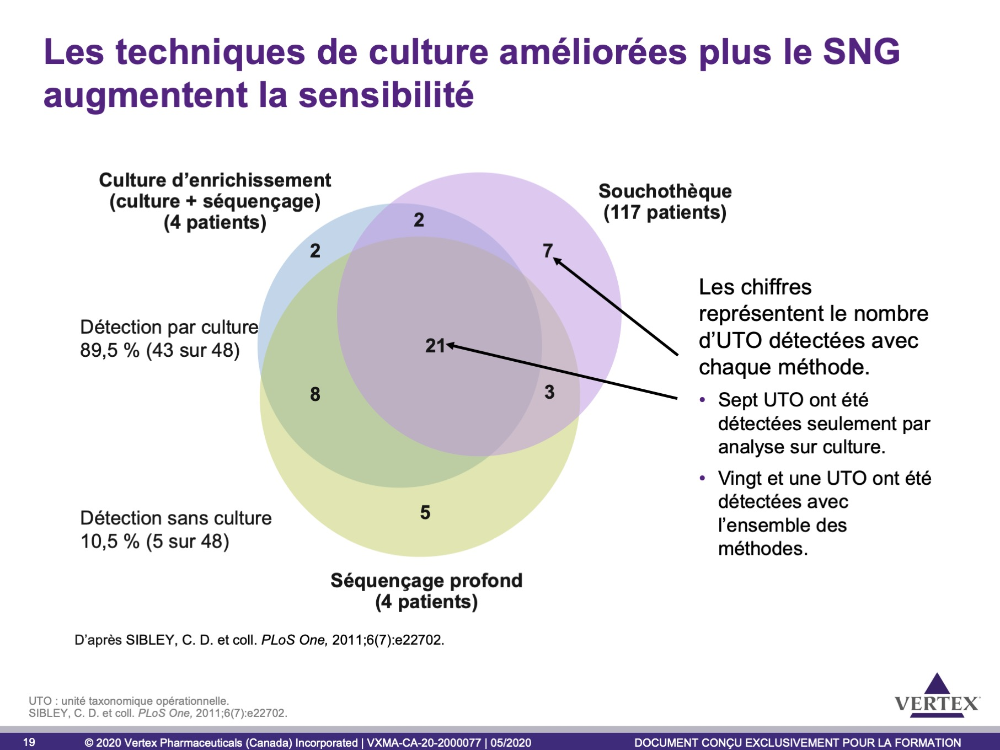 Les techniques de culture améliorées plus le SNG
augmentent la sensibilité
Culture d’enrichissement
(culture + séquençage)
(4 patients)
Souchothèque
(117 patients)
2
2
7
Les chiffres
représentent le nombre
d’UTO détectées avec
chaque méthode.
• Sept UTO ont été
détectées seulement par
analyse sur culture.
• Vingt et une UTO ont été
détectées avec
l’ensemble des
méthodes.
Détection par culture
89,5 % (43 sur 48)
21
8
3
Détection sans culture
10,5 % (5 sur 48)
5
Séquençage profond
(4 patients)
D’après SIBLEY, C. D. et coll. PLoS One, 2011;6(7):e22702.
UTO : unité taxonomique opérationnelle.
SIBLEY, C. D. et coll. PLoS One, 2011;6(7):e22702.
VERTEX
19 © 2020 Vertex Pharmaceuticals (Canada) Incorporated | VXMA-CA-20-2000077 | 05/2020 DOCUMENT CONÇU EXCLUSIVEMENT POUR LA FORMATION